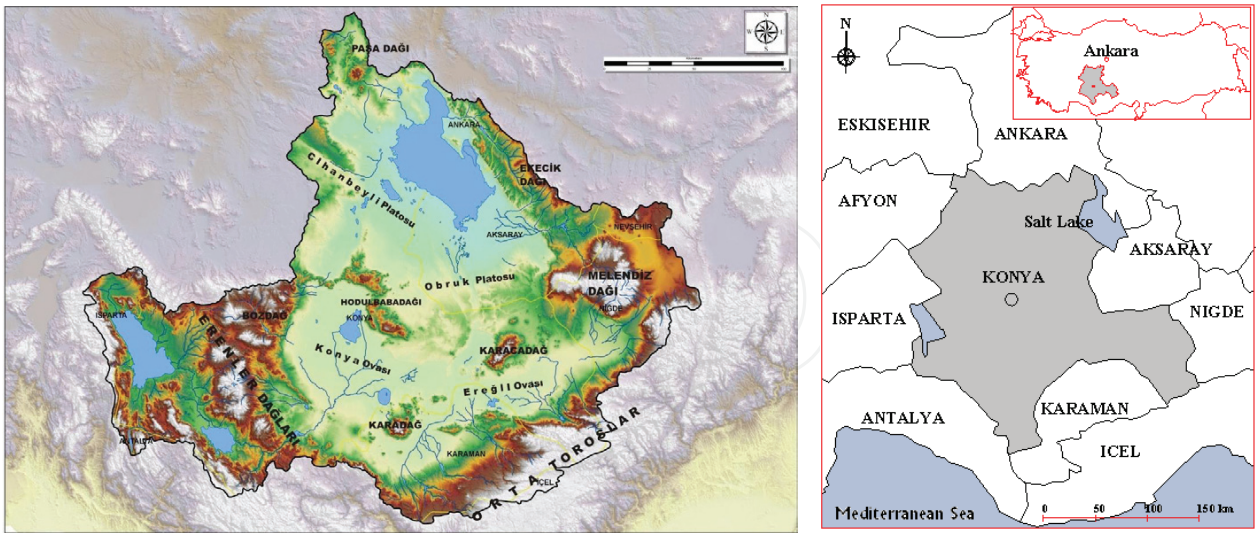 N
W
L
S
PAŞA DAĞI
ANKARA
EKECİK
DAĞI
Cihanbeyli Platosu
AKSARAY
NEVŞEHİR
Obruk Platosu
MELENDİZ
DAĞI
NİĞDE
HODULBABADAĞI
KONYA
BOZDAĞ
ISPARTA
ERENLER DAĞLARI
Konya Ovası
KARACADAĞ
Ereğli Ovası
KARADAĞ
ANTALYA
KARAMAN
İÇEL
ORTA TOROSLAR
N
Ankara
ESKISEHIR
ANKARA
AFYON
Salt Lake
AKSARAY
KONYA
ISPARTA
NIGDE
KARAMAN
ANTALYA
ICEL
Mediterranean Sea
0 50 100 150 km